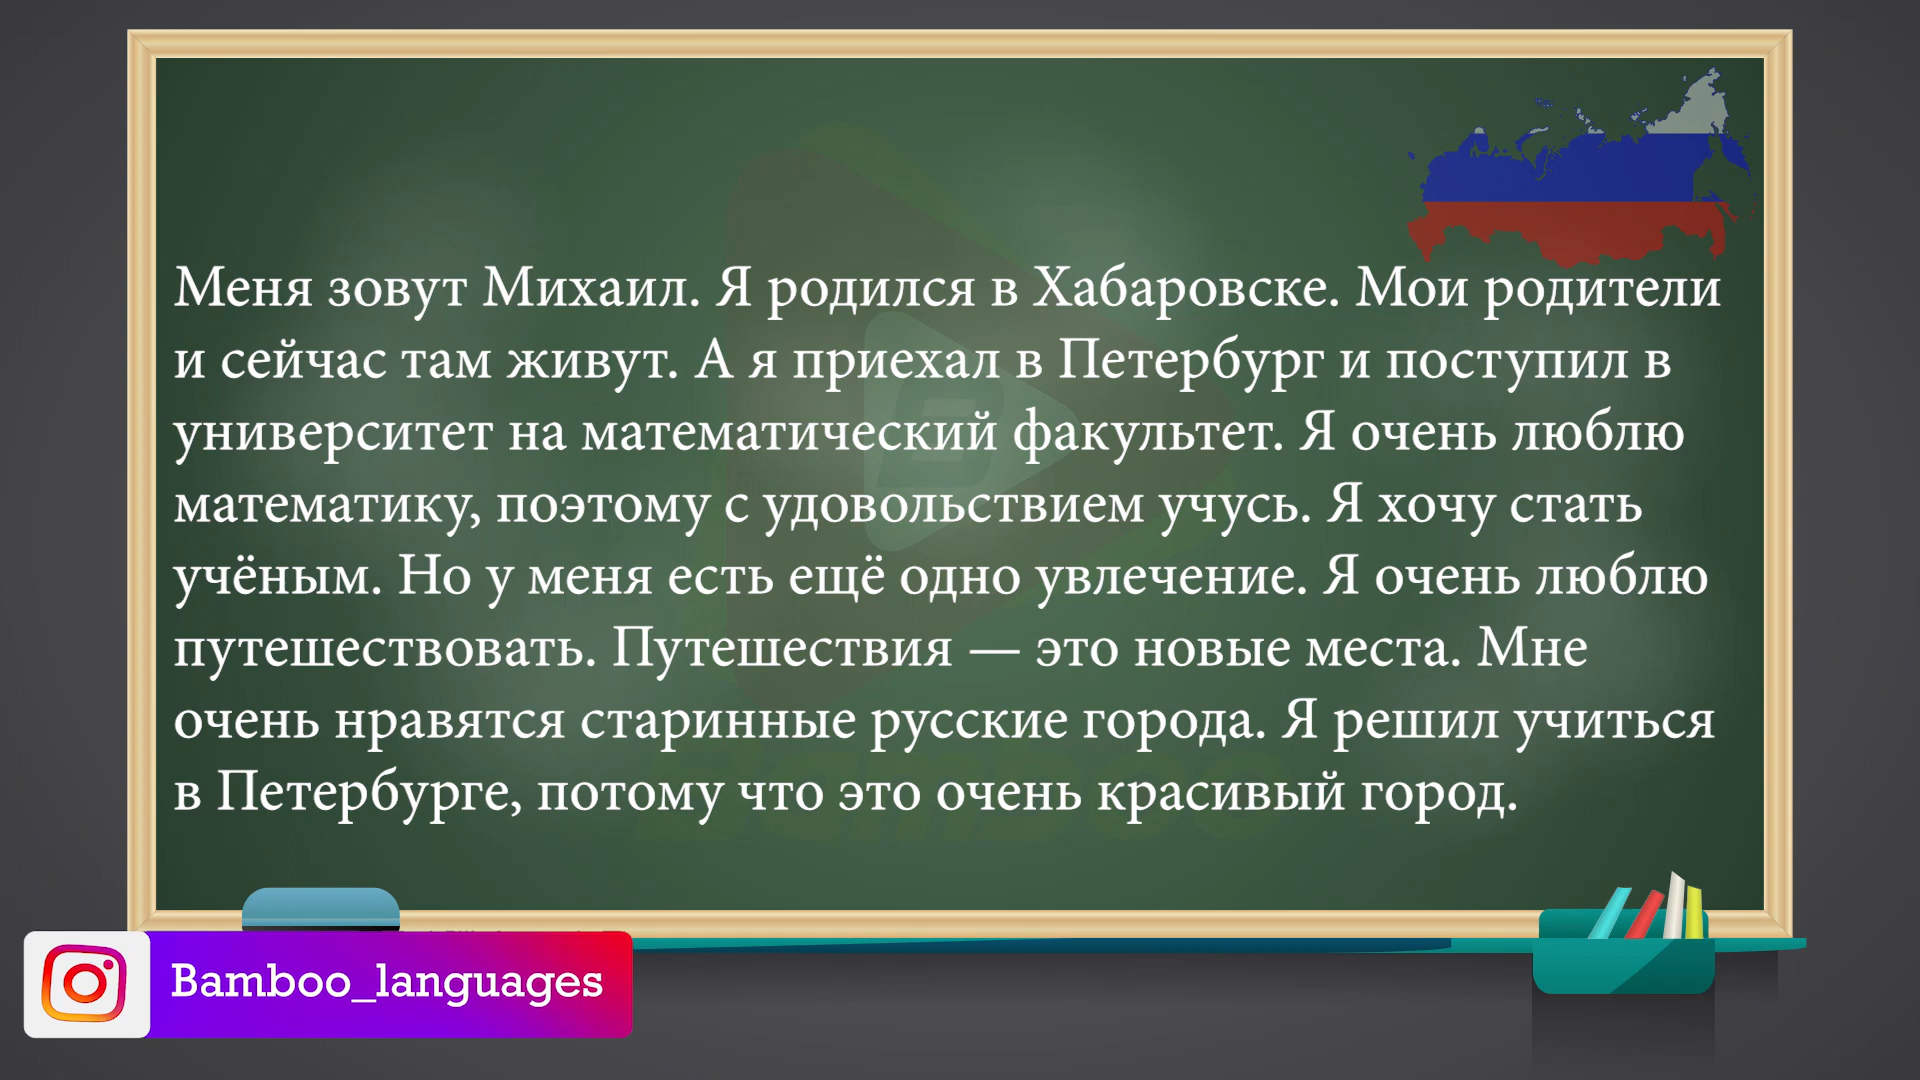 Меня зовут Михаил. Я родился в Хабаровске. Мои родители
и сейчас там живут. А я приехал в Петербург и поступил в
университет на математический факультет. Я очень люблю
математику, поэтому с удовольствием учусь. Я хочу стать
учёным. Но у меня есть ещё одно увлечение. Я очень люблю
путешествовать. Путешествия — это новые места. Мне
очень нравятся старинные русские города. Я решил учиться
в Петербурге, потому что это очень красивый город.
Bamboo_languages